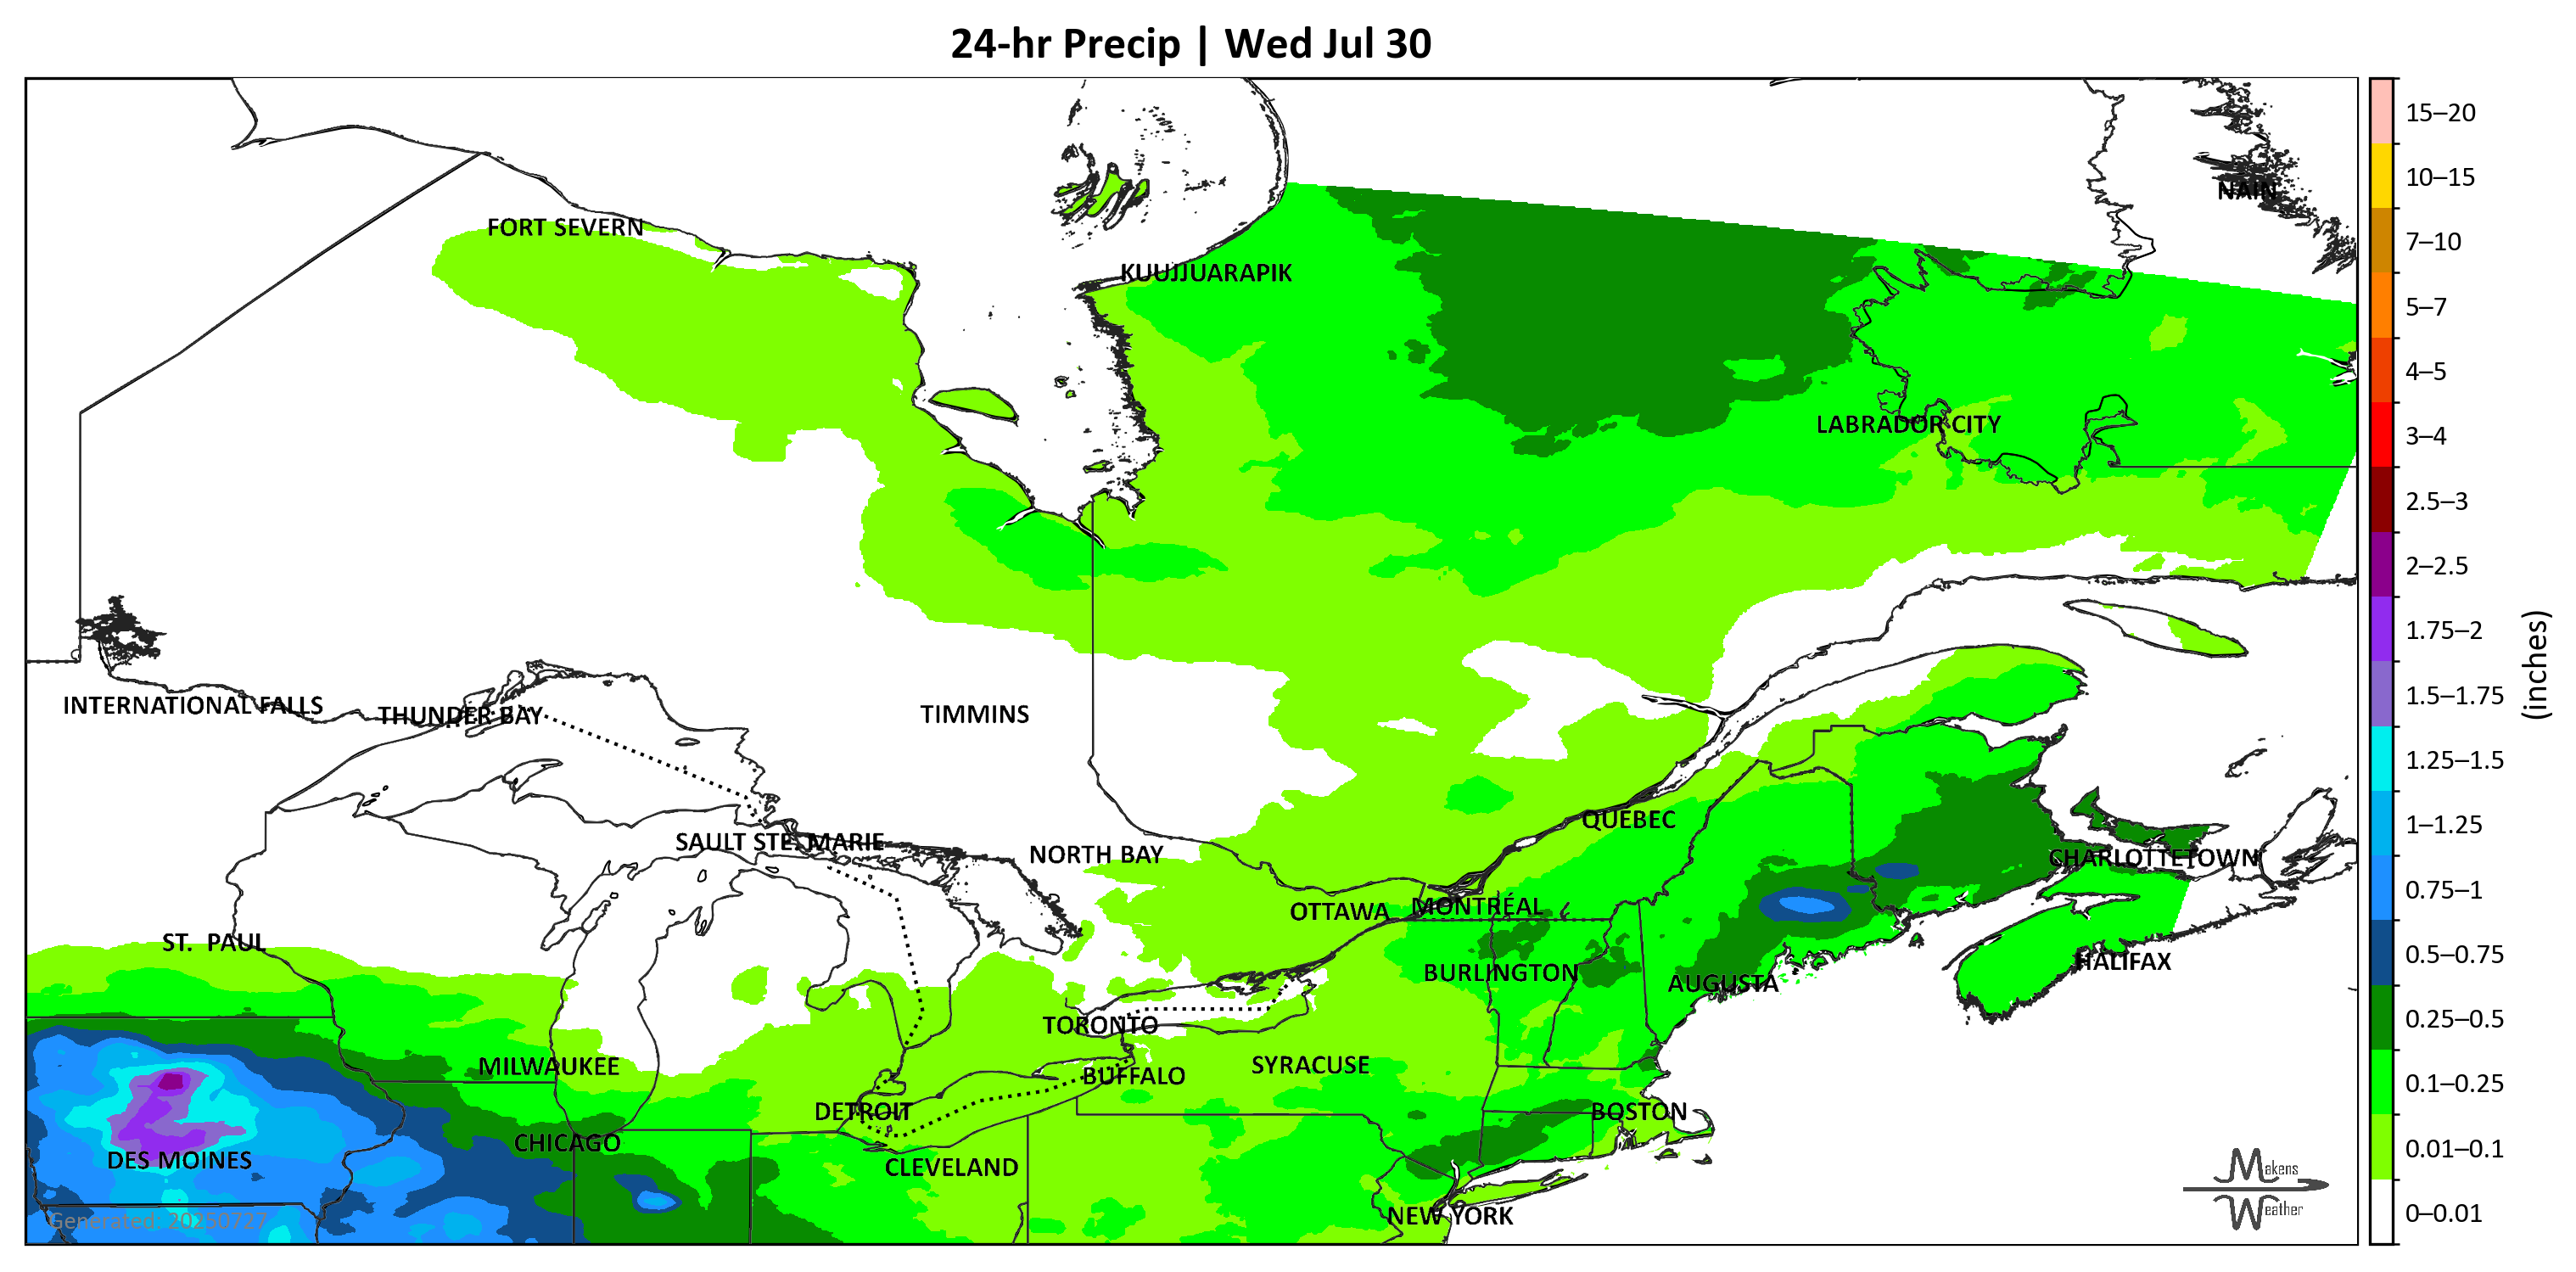 24-hr Precip | Wed Jul 30
15–20
10–15
NAIN
FORT SEVERN
7–10
KUUJJUARAPIK
5–7
4–5
LABRADOR CITY
3–4
2.5–3
2–2.5
1.75–2
(inches)
INTERNATIONAL FALLS
THUNDER BAY
TIMMINS
1.5–1.75
1.25–1.5
QUEBEC
1–1.25
SAULT STE. MARIE
NORTH BAY
CHARLOTTETOWN
0.75–1
OTTAWA
MONTRÉAL
ST. PAUL
0.5–0.75
BURLINGTON
AUGUSTA
HALIFAX
TORONTO
0.25–0.5
MILWAUKEE
BUFFALO
SYRACUSE
0.1–0.25
DETROIT
BOSTON
CHICAGO
0.01–0.1
DES MOINES
CLEVELAND
Makens
Weather
Generated: 20250727
NEW YORK
0–0.01